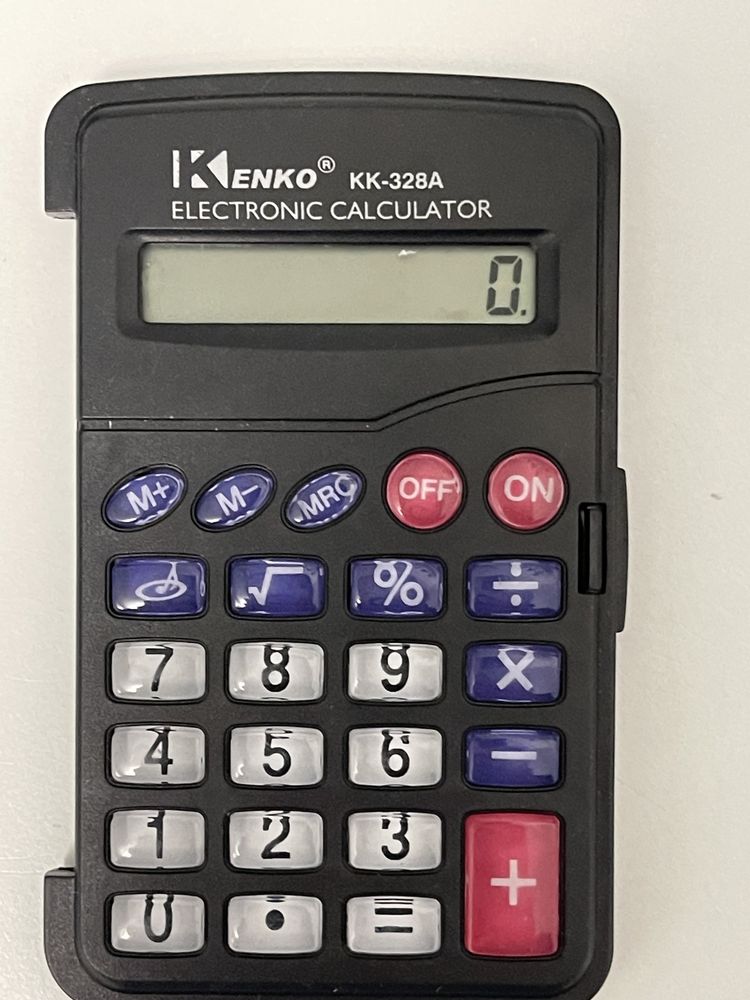 KENKO® KK-328A
ELECTRONIC CALCULATOR
0.
M+ M− MRC OFF ON
√ % ÷
7 8 9 ×
4 5 6 −
1 2 3
+
0 • =